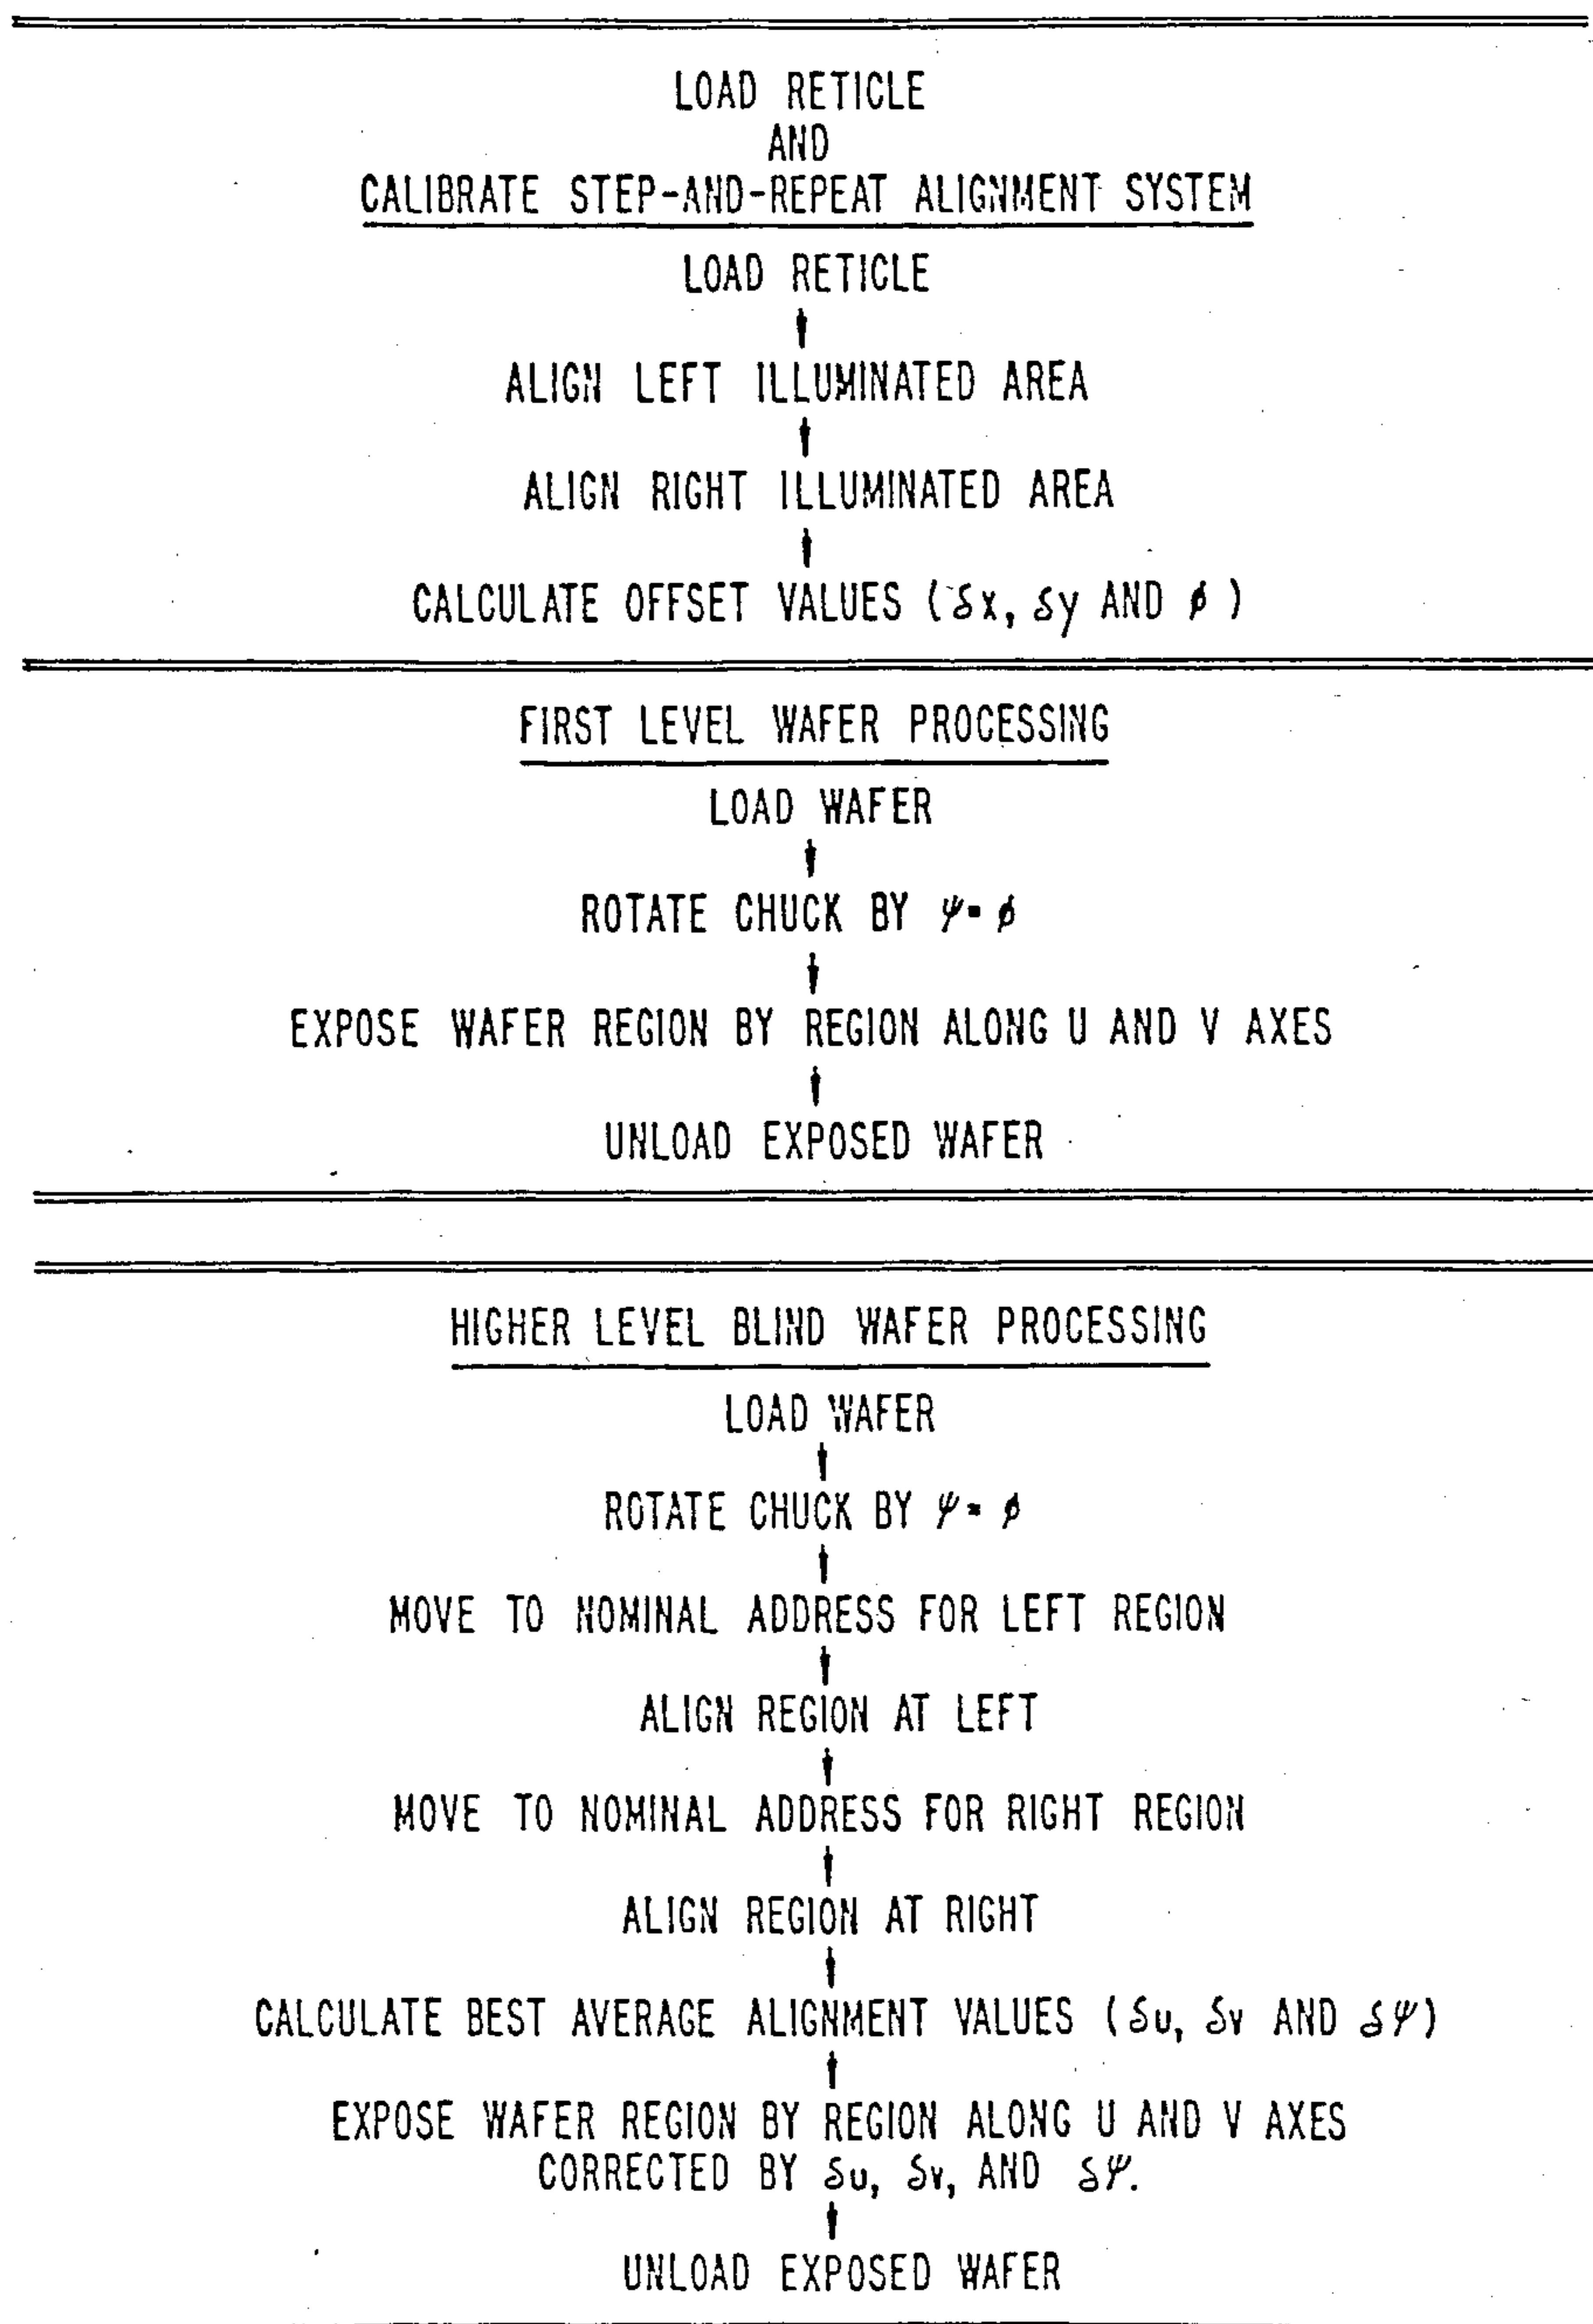 LOAD RETICLE
AND
CALIBRATE STEP-AND-REPEAT ALIGNMENT SYSTEM
LOAD RETICLE
ALIGN LEFT ILLUMINATED AREA
ALIGN RIGHT ILLUMINATED AREA
CALCULATE OFFSET VALUES (δx, δy AND ϕ)
FIRST LEVEL WAFER PROCESSING
LOAD WAFER
ROTATE CHUCK BY ψ=ϕ
EXPOSE WAFER REGION BY REGION ALONG U AND V AXES
UNLOAD EXPOSED WAFER
HIGHER LEVEL BLIND WAFER PROCESSING
LOAD WAFER
ROTATE CHUCK BY ψ=ϕ
MOVE TO NOMINAL ADDRESS FOR LEFT REGION
ALIGN REGION AT LEFT
MOVE TO NOMINAL ADDRESS FOR RIGHT REGION
ALIGN REGION AT RIGHT
CALCULATE BEST AVERAGE ALIGNMENT VALUES (δu, δv AND δψ)
EXPOSE WAFER REGION BY REGION ALONG U AND V AXES
CORRECTED BY δu, δv, AND δψ.
UNLOAD EXPOSED WAFER